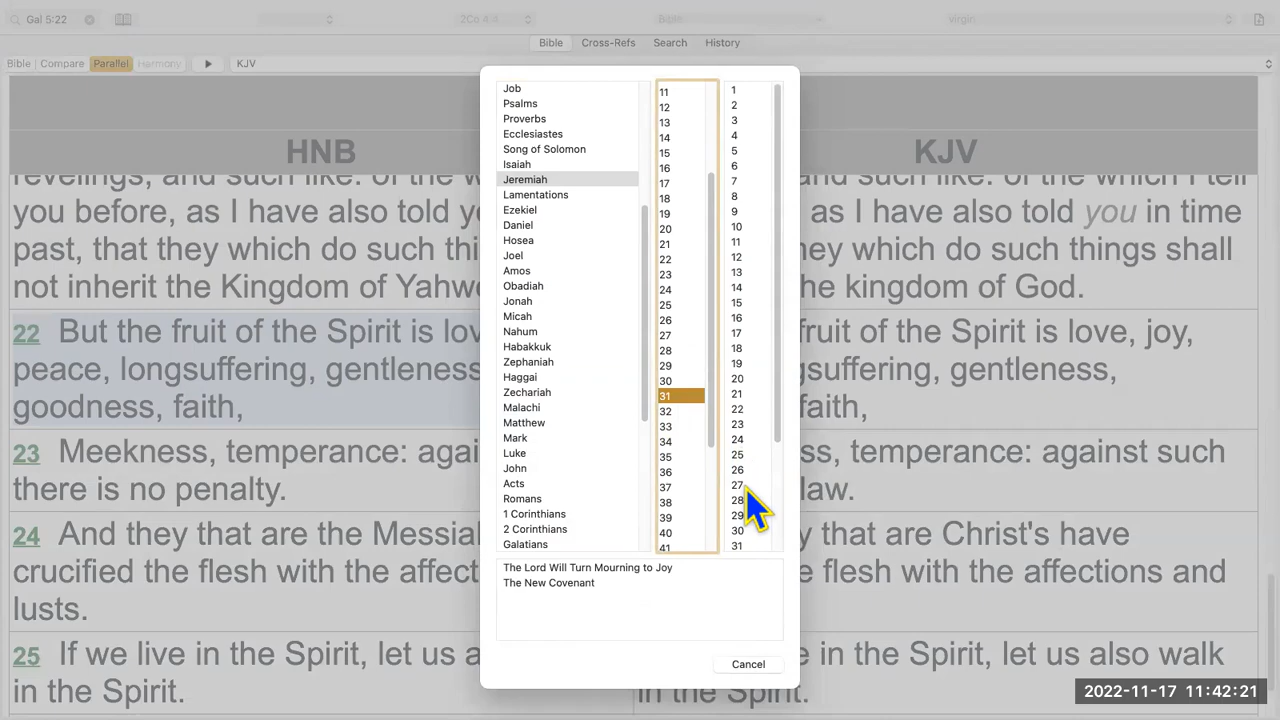 Gal 5:22
2Co 4:4
virgin
Bible Cross-Refs Search History
Bible Compare Parallel Harmony KJV
HNB KJV
revelings, and such like: of the w and such like: of the which I tell
you before, as I have also told yo as I have also told you in time
past, that they which do such thi hey which do such things shall
not inherit the Kingdom of Yahw the kingdom of God.
22 But the fruit of the Spirit is lov fruit of the Spirit is love, joy,
peace, longsuffering, gentleness suffering, gentleness,
goodness, faith, faith,
23 Meekness, temperance: agai ss, temperance: against such
there is no penalty. law.
24 And they that are the Messia y that are Christ's have
crucified the flesh with the affect e flesh with the affections and
lusts.
25 If we live in the Spirit, let us a e in the Spirit, let us also walk
in the Spirit. in the Spirit.
Job
Psalms
Proverbs
Ecclesiastes
Song of Solomon
Isaiah
Jeremiah
Lamentations
Ezekiel
Daniel
Hosea
Joel
Amos
Obadiah
Jonah
Micah
Nahum
Habakkuk
Zephaniah
Haggai
Zechariah
Malachi
Matthew
Mark
Luke
John
Acts
Romans
1 Corinthians
2 Corinthians
Galatians
11
12
13
14
15
16
17
18
19
20
21
22
23
24
25
26
27
28
29
30
31
32
33
34
35
36
37
38
39
40
41
1
2
3
4
5
6
7
8
9
10
11
12
13
14
15
16
17
18
19
20
21
22
23
24
25
26
27
28
29
30
31
The Lord Will Turn Mourning to Joy
The New Covenant
Cancel
2022-11-17 11:42:21